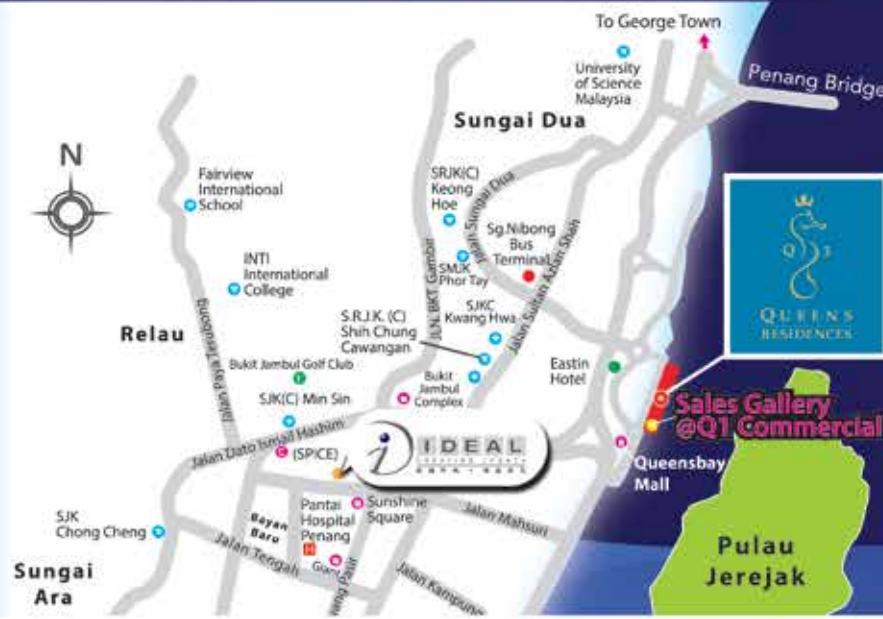 To George Town
Penang Bridge
University
of Science
Malaysia
Sungai Dua
N
Fairview
International
School
SRJK(C)
Keong
Hoe
Jalan Sungai Dua
Sg.Nibong
Bus
Terminal
SMJK
Phor Tay
Jalan Sultan Azlan Shah
JLN. BKT Gambir
INTI
International
College
SJKC
Kwang Hwa
S.R.J.K. (C)
Shih Chung
Cawangan
Relau
Jalan Paya Terubong
Bukit Jambul Golf Club
Bukit
Jambul
Complex
SJK(C) Min Sin
Eastin
Hotel
Q 3
QUEENS
RESIDENCES
Sales Gallery
@Q1 Commercial
Jalan Dato Ismail Hashim
(SPICE)
i IDEAL
Queensbay
Mall
Pantai
Hospital
Penang
H
Sunshine
Square
Jalan Mahsuri
Bayan
Baru
SJK
Chong Cheng
Jalan Tengah
Giant
Jalan Kampung
Sungai
Ara
Pulau
Jerejak